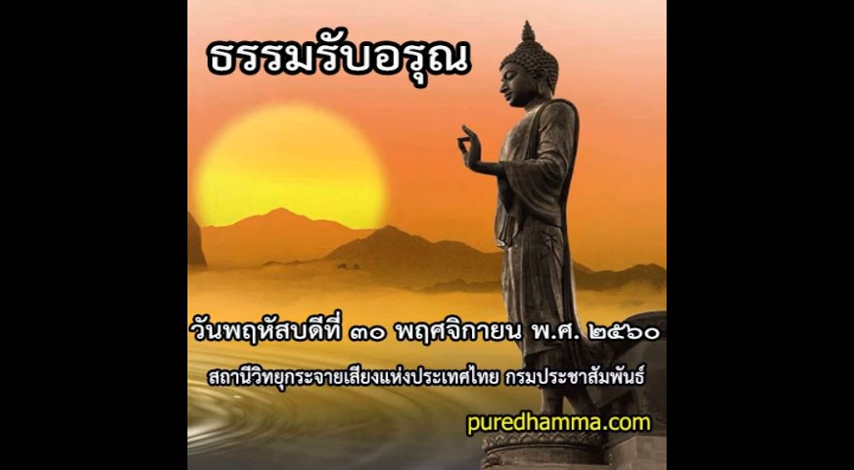 ธรรมรับอรุณ
วันพฤหัสบดีที่ ๓๐ พฤศจิกายน พ.ศ. ๒๕๖๐
สถานีวิทยุกระจายเสียงแห่งประเทศไทย กรมประชาสัมพันธ์
puredhamma.com